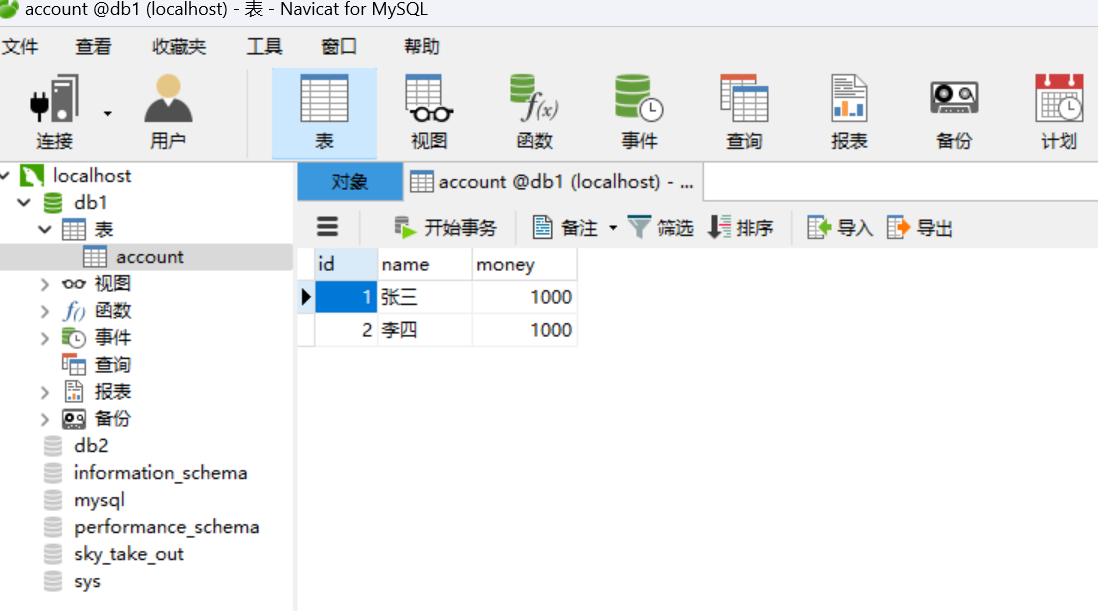 account @db1 (localhost) - 表 - Navicat for MySQL
文件 查看 收藏夹 工具 窗口 帮助
连接 用户 表 视图 函数 事件 查询 报表 备份 计划
localhost
db1
表
account
视图
函数
事件
查询
报表
备份
db2
information_schema
mysql
performance_schema
sky_take_out
sys
对象 account @db1 (localhost) - ...
开始事务 备注 筛选 排序 导入 导出
id name money
1 张三 1000
2 李四 1000